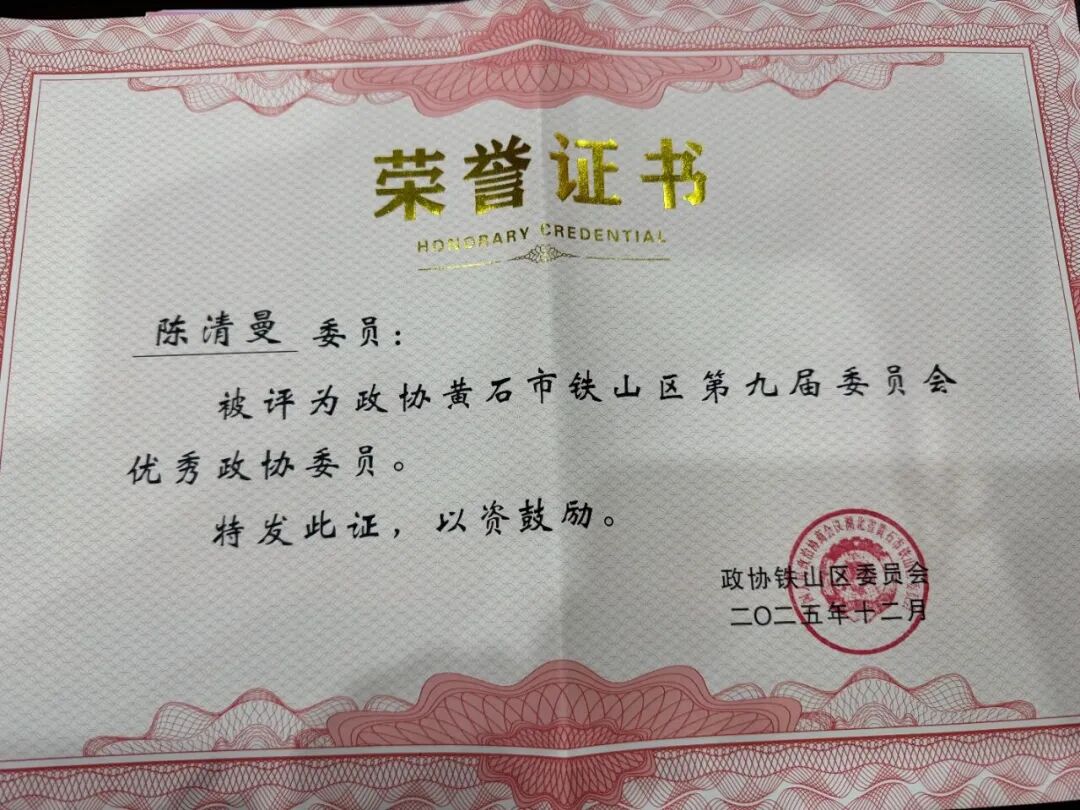 荣誉证书
HONORARY CREDENTIAL
陈清曼 委员：
被评为政协黄石市铁山区第九届委员会
优秀政协委员。
特发此证，以资鼓励。
政协铁山区委员会
二〇二五年十二月